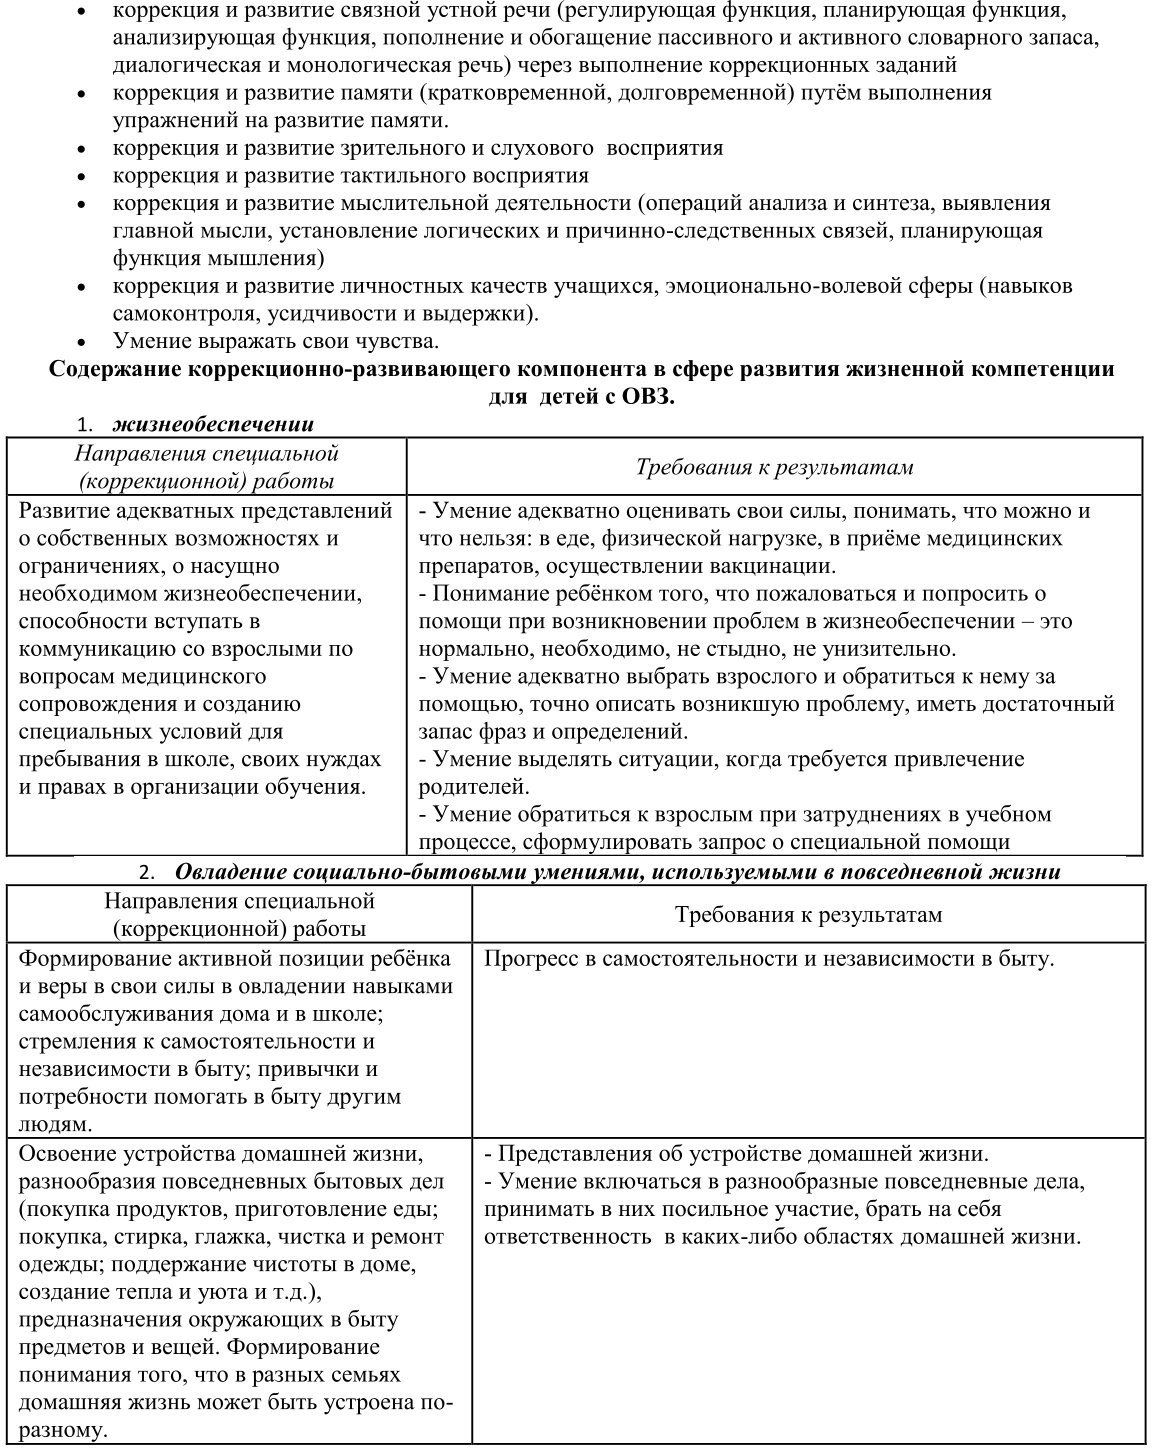 • коррекция и развитие связной устной речи (регулирующая функция, планирующая функция,
анализирующая функция, пополнение и обогащение пассивного и активного словарного запаса,
диалогическая и монологическая речь) через выполнение коррекционных заданий
• коррекция и развитие памяти (кратковременной, долговременной) путём выполнения
упражнений на развитие памяти.
• коррекция и развитие зрительного и слухового восприятия
• коррекция и развитие тактильного восприятия
• коррекция и развитие мыслительной деятельности (операций анализа и синтеза, выявления
главной мысли, установление логических и причинно-следственных связей, планирующая
функция мышления)
• коррекция и развитие личностных качеств учащихся, эмоционально-волевой сферы (навыков
самоконтроля, усидчивости и выдержки).
• Умение выражать свои чувства.
Содержание коррекционно-развивающего компонента в сфере развития жизненной компетенции
для детей с ОВЗ.
1. жизнеобеспечении
Направления специальной
(коррекционной) работы
Требования к результатам
Развитие адекватных представлений
о собственных возможностях и
ограничениях, о насущно
необходимом жизнеобеспечении,
способности вступать в
коммуникацию со взрослыми по
вопросам медицинского
сопровождения и созданию
специальных условий для
пребывания в школе, своих нуждах
и правах в организации обучения.
- Умение адекватно оценивать свои силы, понимать, что можно и
что нельзя: в еде, физической нагрузке, в приёме медицинских
препаратов, осуществлении вакцинации.
- Понимание ребёнком того, что пожаловаться и попросить о
помощи при возникновении проблем в жизнеобеспечении – это
нормально, необходимо, не стыдно, не унизительно.
- Умение адекватно выбрать взрослого и обратиться к нему за
помощью, точно описать возникшую проблему, иметь достаточный
запас фраз и определений.
- Умение выделять ситуации, когда требуется привлечение
родителей.
- Умение обратиться к взрослым при затруднениях в учебном
процессе, сформулировать запрос о специальной помощи
2. Овладение социально-бытовыми умениями, используемыми в повседневной жизни
Направления специальной
(коррекционной) работы
Требования к результатам
Формирование активной позиции ребёнка
и веры в свои силы в овладении навыками
самообслуживания дома и в школе;
стремления к самостоятельности и
независимости в быту; привычки и
потребности помогать в быту другим
людям.
Прогресс в самостоятельности и независимости в быту.
Освоение устройства домашней жизни,
разнообразия повседневных бытовых дел
(покупка продуктов, приготовление еды;
покупка, стирка, глажка, чистка и ремонт
одежды; поддержание чистоты в доме,
создание тепла и уюта и т.д.),
предназначения окружающих в быту
предметов и вещей. Формирование
понимания того, что в разных семьях
домашняя жизнь может быть устроена по-
разному.
- Представления об устройстве домашней жизни.
- Умение включаться в разнообразные повседневные дела,
принимать в них посильное участие, брать на себя
ответственность в каких-либо областях домашней жизни.